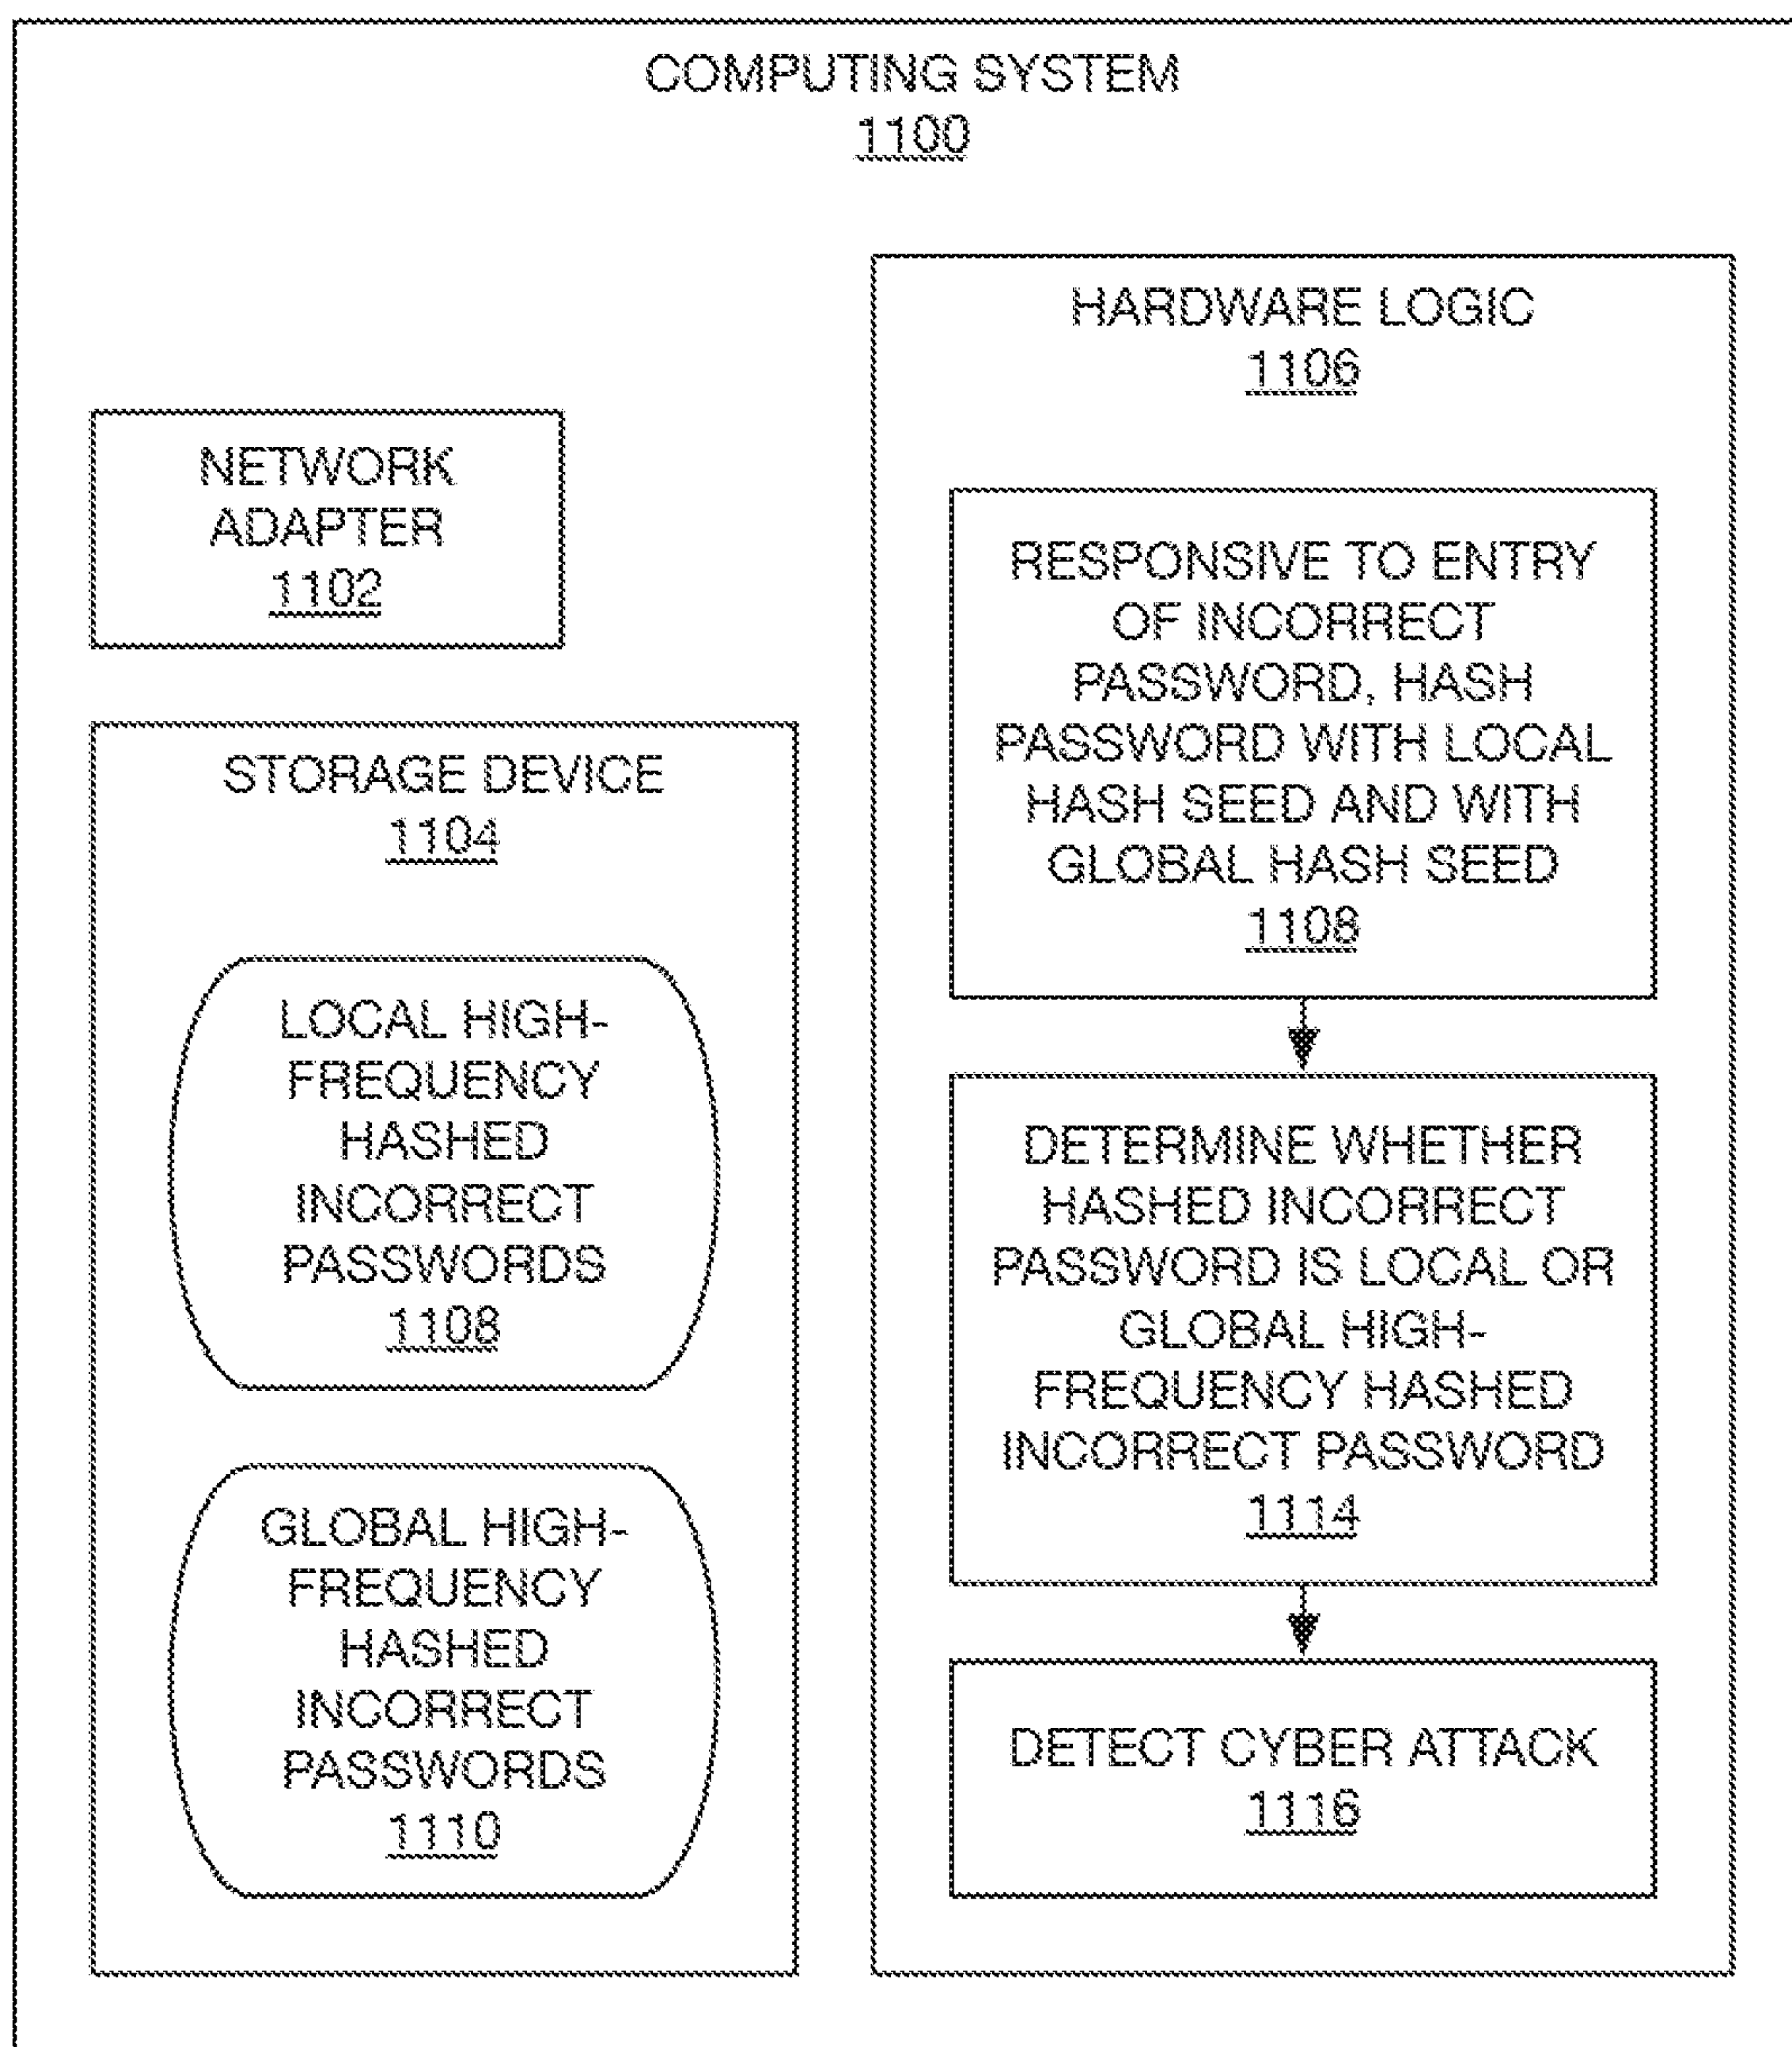 COMPUTING SYSTEM
1100
NETWORK
ADAPTER
1102
STORAGE DEVICE
1104
LOCAL HIGH-
FREQUENCY
HASHED
INCORRECT
PASSWORDS
1108
GLOBAL HIGH-
FREQUENCY
HASHED
INCORRECT
PASSWORDS
1110
HARDWARE LOGIC
1106
RESPONSIVE TO ENTRY
OF INCORRECT
PASSWORD, HASH
PASSWORD WITH LOCAL
HASH SEED AND WITH
GLOBAL HASH SEED
1108
DETERMINE WHETHER
HASHED INCORRECT
PASSWORD IS LOCAL OR
GLOBAL HIGH-
FREQUENCY HASHED
INCORRECT PASSWORD
1114
DETECT CYBER ATTACK
1116